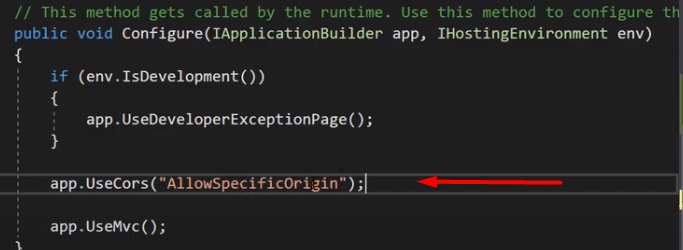 // This method gets called by the runtime. Use this method to configure th
public void Configure(IApplicationBuilder app, IHostingEnvironment env)
{
if (env.IsDevelopment())
{
app.UseDeveloperExceptionPage();
}
app.UseCors("AllowSpecificOrigin");
app.UseMvc();
}